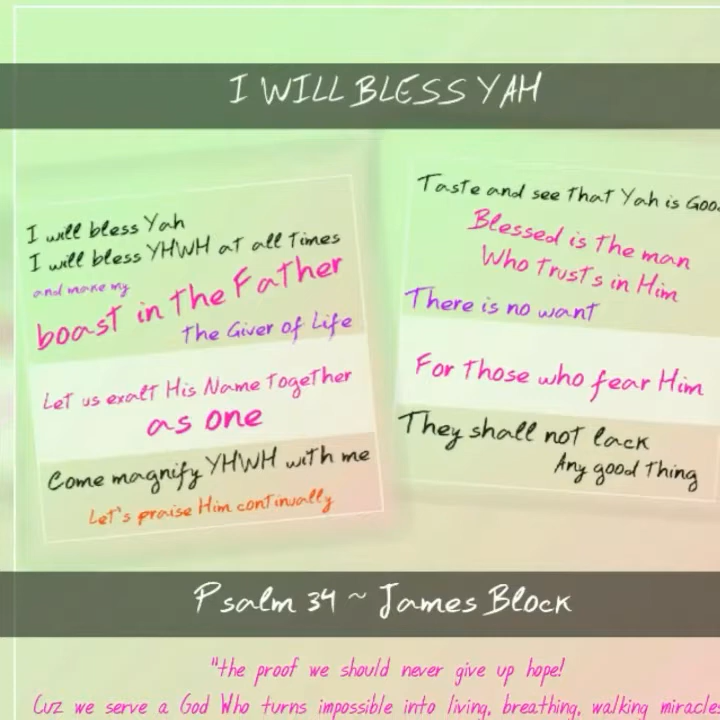 I WILL BLESS YAH
I will bless Yah
I will bless YHWH at all times
and make my
boast in the Father
the Giver of Life
Let us exalt His Name together
as one
Come magnify YHWH with me
Let's praise Him continually
Taste and see that Yah is Goo
Blessed is the man
Who trusts in Him
There is no want
For those who fear Him
They shall not lack
Any good thing
Psalm 34 ~ James Block
"the proof we should never give up hope!
Cuz we serve a God Who turns impossible into living, breathing, walking miracles